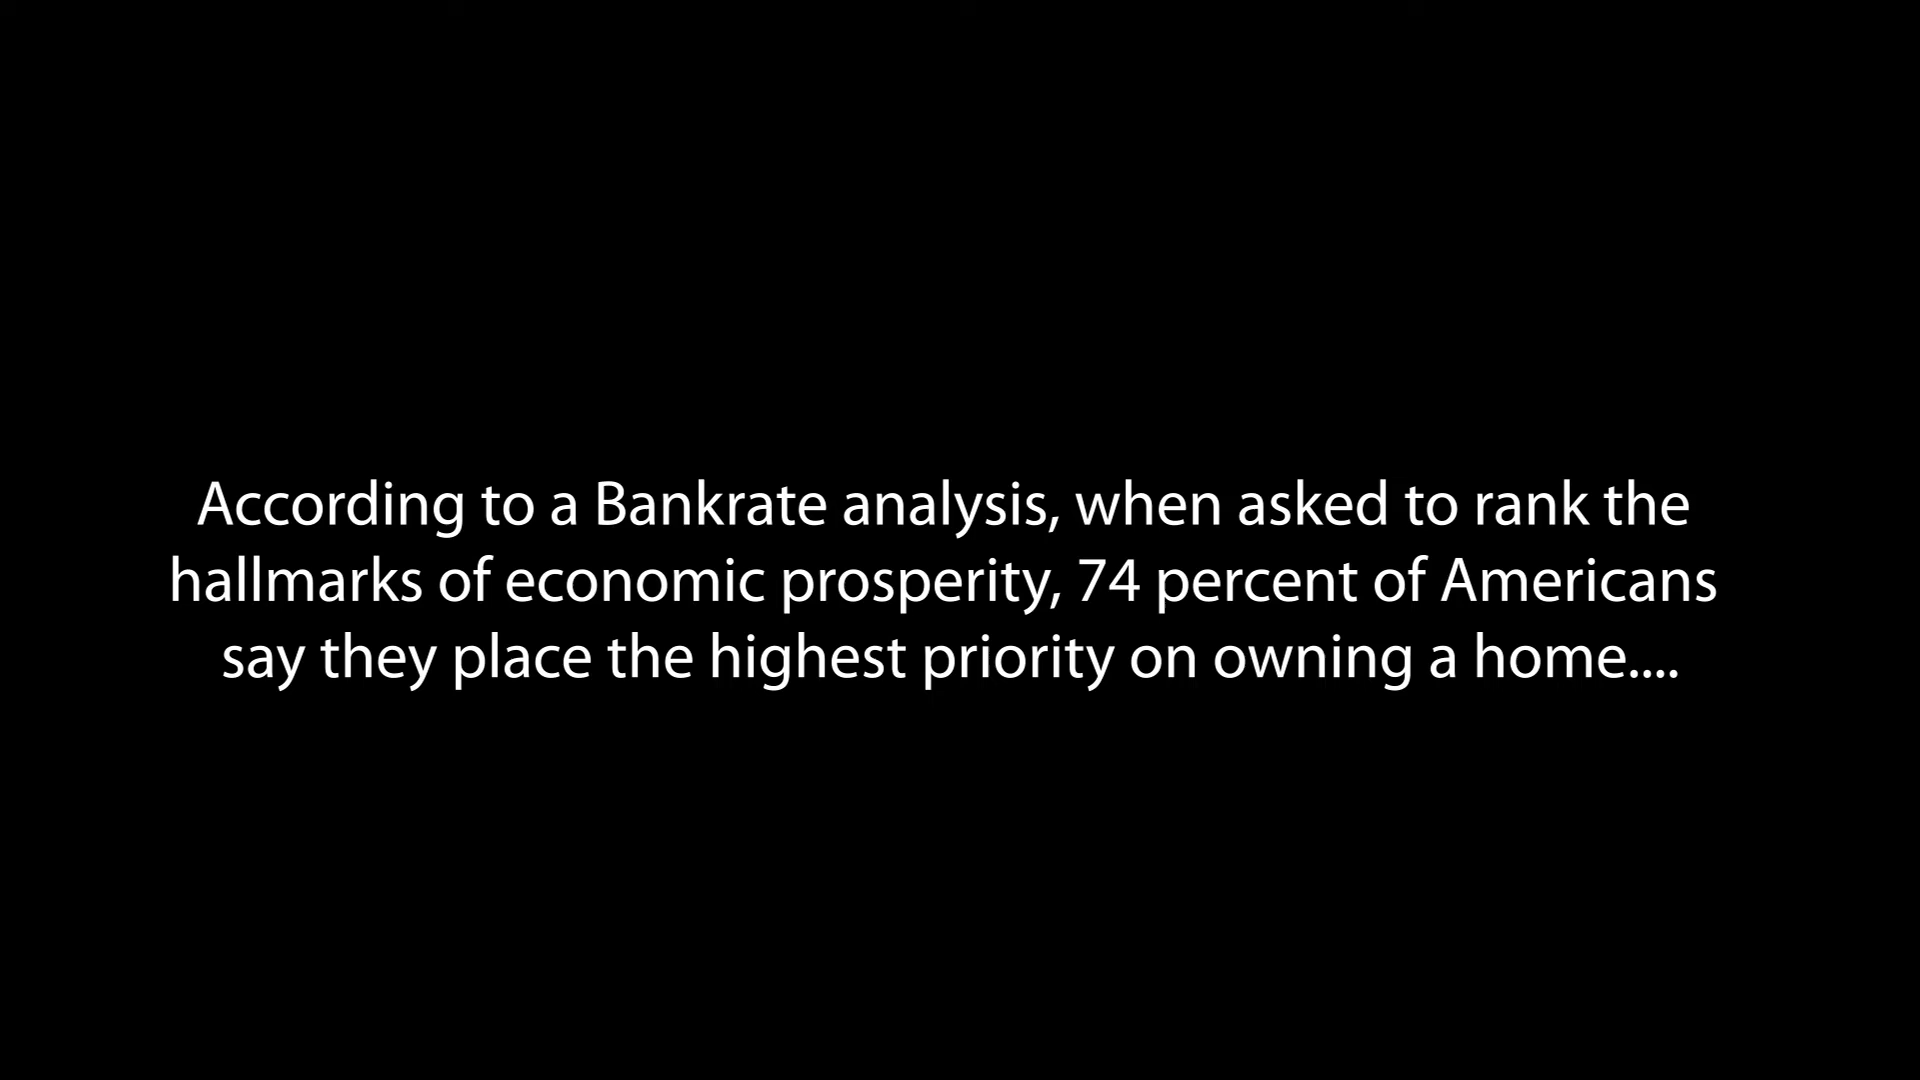 According to a Bankrate analysis, when asked to rank the
hallmarks of economic prosperity, 74 percent of Americans
say they place the highest priority on owning a home....